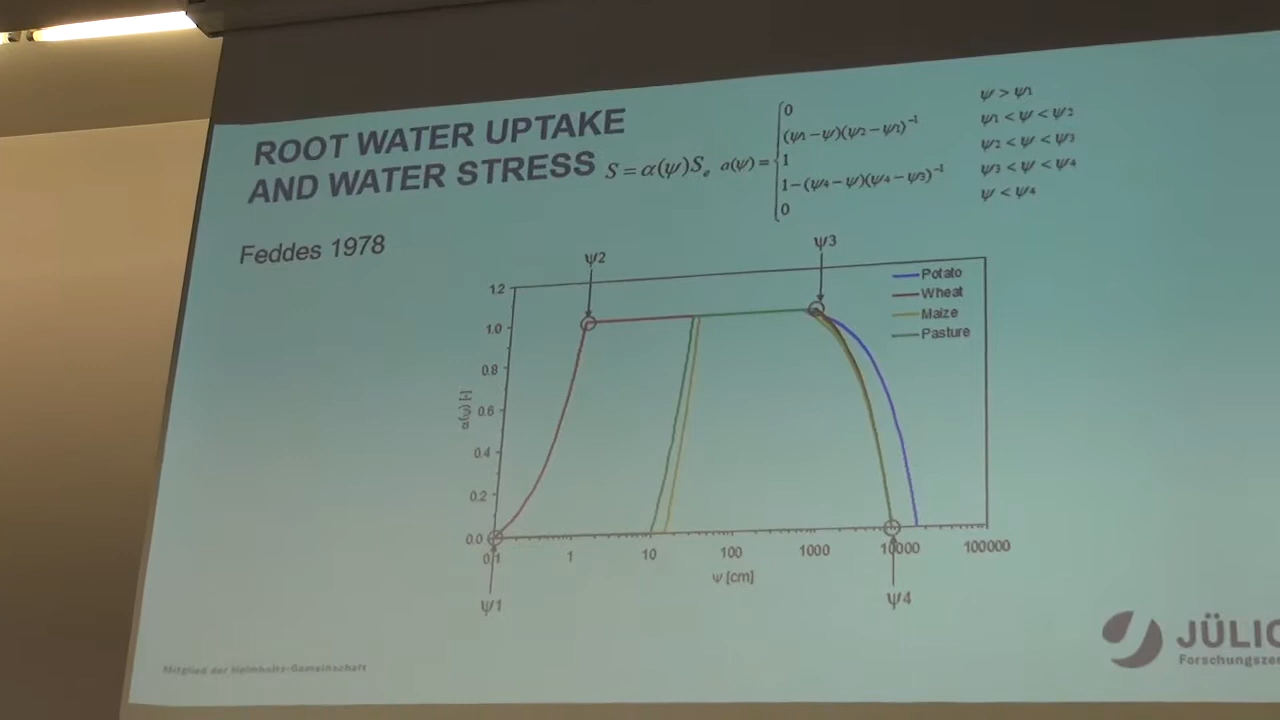 ROOT WATER UPTAKE
AND WATER STRESS
S = α(ψ)Sₑ a(ψ) =
0 ψ > ψ1
(ψ1 − ψ)(ψ2 − ψ1)⁻¹ ψ1 < ψ < ψ2
1 ψ2 < ψ < ψ3
1−(ψ4 − ψ)(ψ4 − ψ3)⁻¹ ψ3 < ψ < ψ4
0 ψ < ψ4
Feddes 1978
ψ2
ψ3
Potato
Wheat
Maize
Pasture
1.2
1.0
0.8
0.6
0.4
0.2
0.0
α(ψ) [-]
0.1 1 10 100 1000 10000 100000
ψ [cm]
ψ1
ψ4
Mitglied der Helmholtz-Gemeinschaft
JÜLIC
Forschungsze